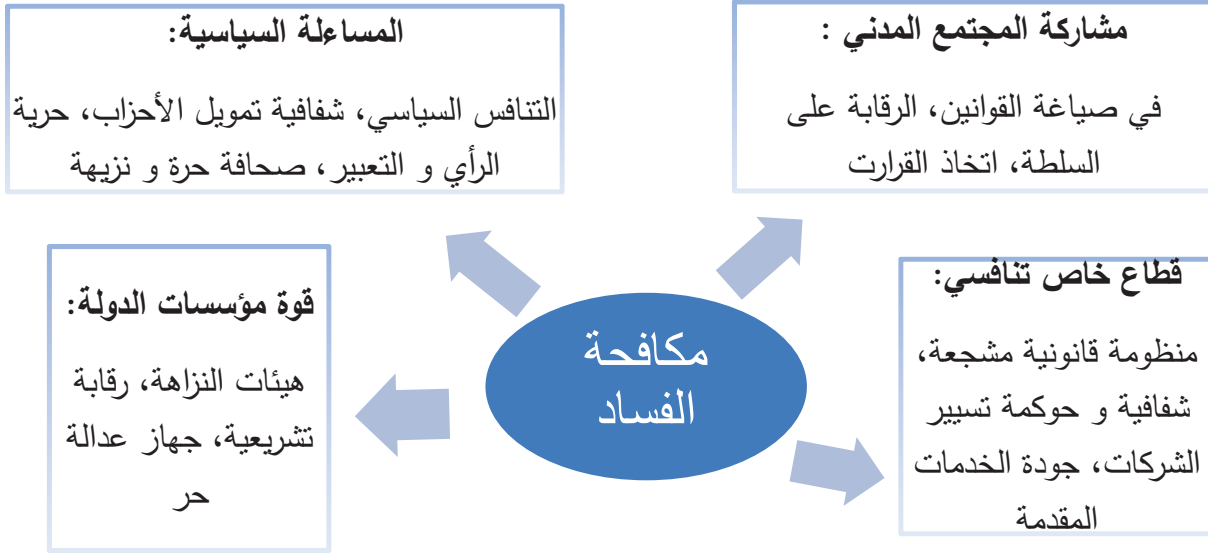 مشاركة المجتمع المدني :
في صياغة القوانين، الرقابة على
السلطة، اتخاذ القرارت
المساءلة السياسية:
التنافس السياسي، شفافية تمويل الأحزاب، حرية
الرأي و التعبير، صحافة حرة و نزيهة
قطاع خاص تنافسي:
منظومة قانونية مشجعة،
شفافية و حوكمة تسيير
الشركات، جودة الخدمات
المقدمة
مكافحة
الفساد
قوة مؤسسات الدولة:
هيئات النزاهة، رقابة
تشريعية، جهاز عدالة
حر